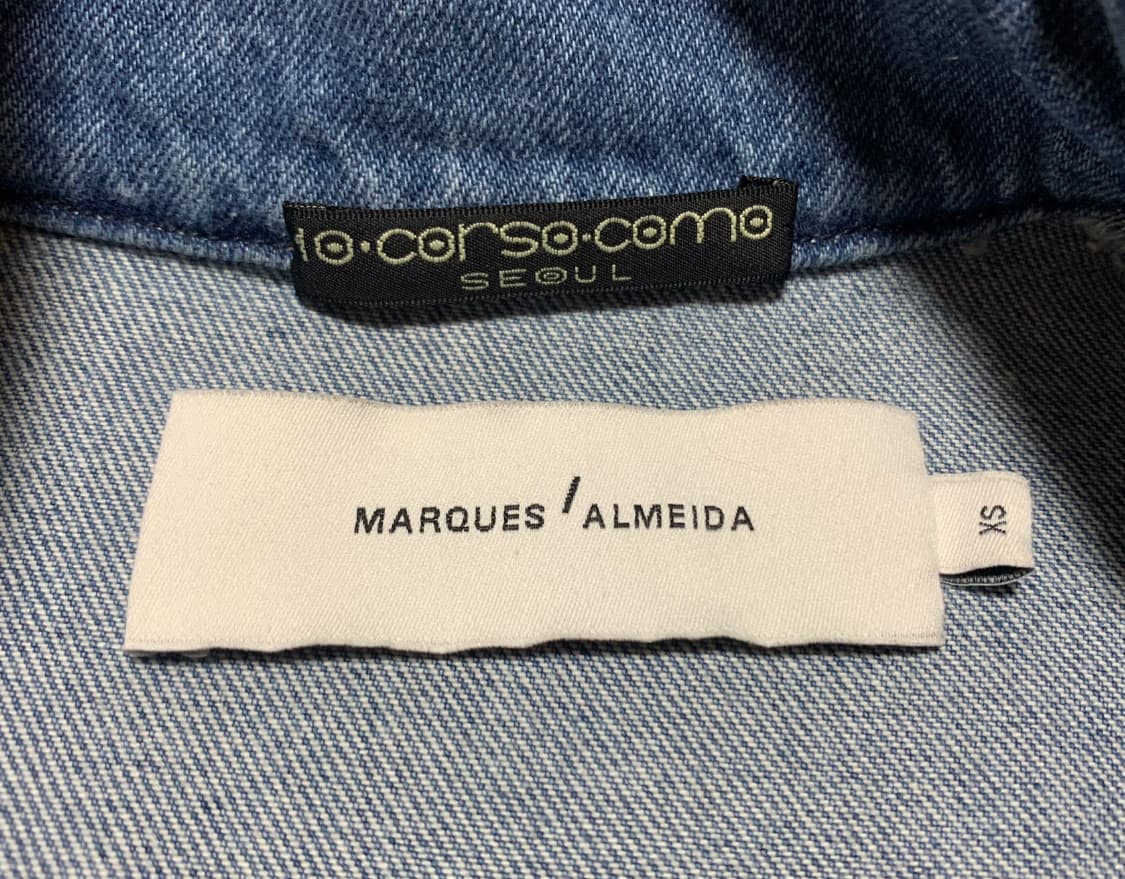 10·corso·como
SEOUL
MARQUES ' ALMEIDA
XS